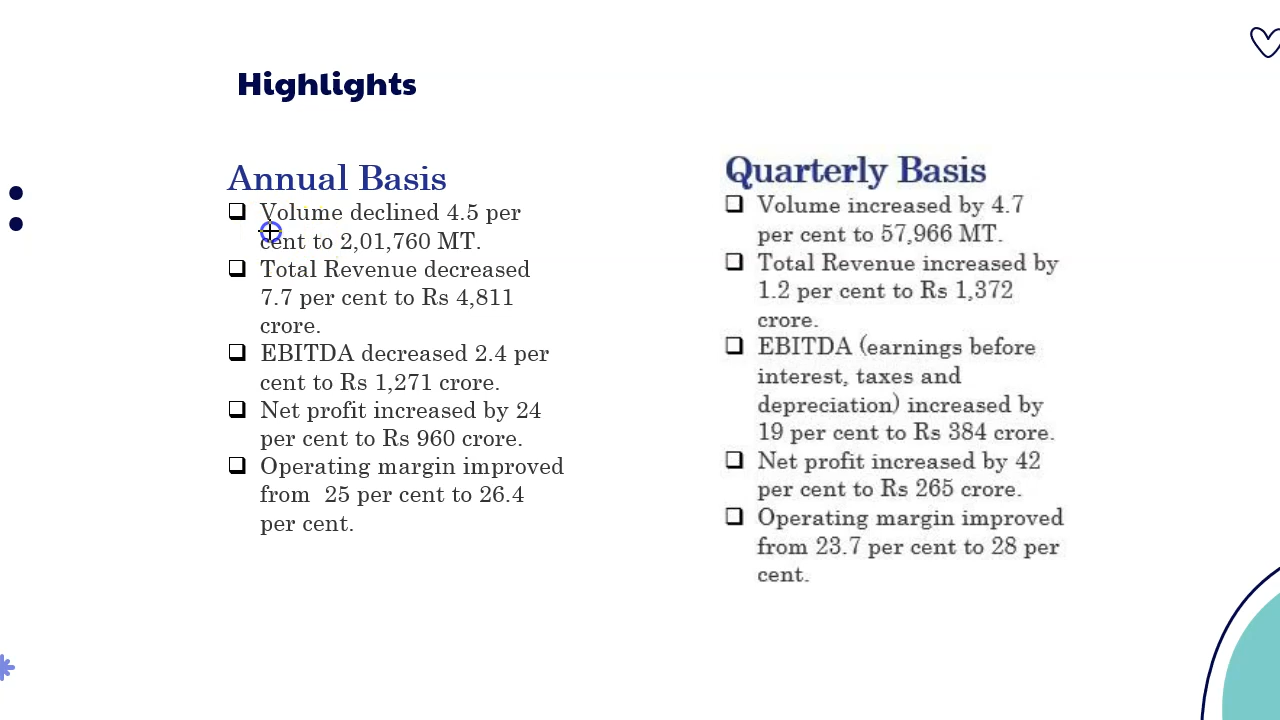 Highlights
Annual Basis
Volume declined 4.5 per
cent to 2,01,760 MT.
Total Revenue decreased
7.7 per cent to Rs 4,811
crore.
EBITDA decreased 2.4 per
cent to Rs 1,271 crore.
Net profit increased by 24
per cent to Rs 960 crore.
Operating margin improved
from 25 per cent to 26.4
per cent.
Quarterly Basis
Volume increased by 4.7
per cent to 57,966 MT.
Total Revenue increased by
1.2 per cent to Rs 1,372
crore.
EBITDA (earnings before
interest, taxes and
depreciation) increased by
19 per cent to Rs 384 crore.
Net profit increased by 42
per cent to Rs 265 crore.
Operating margin improved
from 23.7 per cent to 28 per
cent.